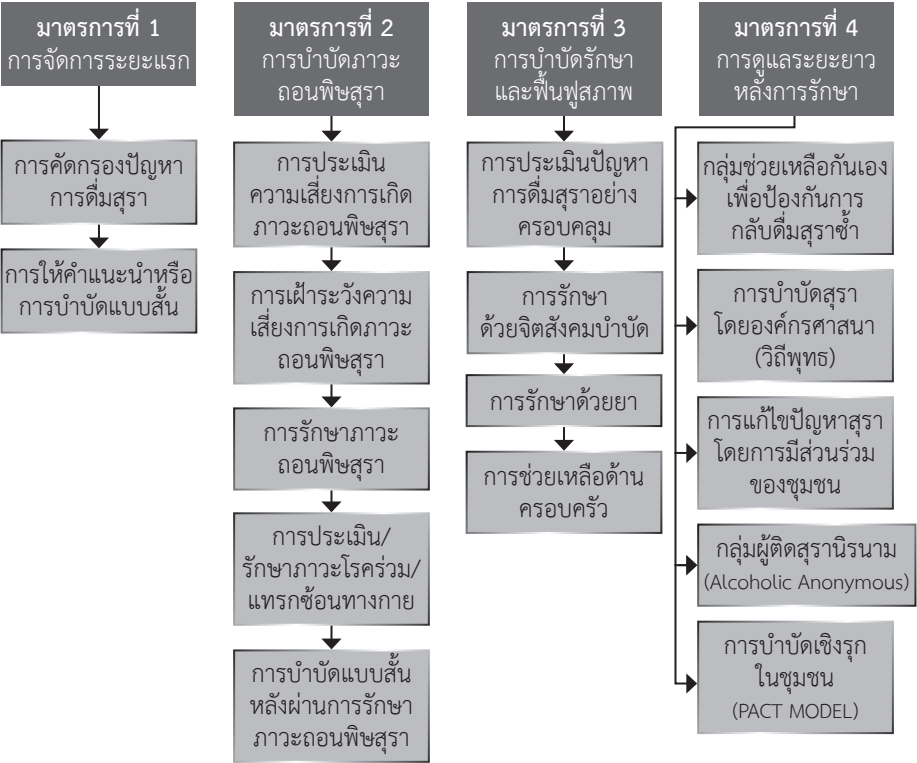 มาตรการที่ 1
การจัดการระยะแรก
การคัดกรองปัญหา
การดื่มสุรา
การให้คำแนะนำหรือ
การบำบัดแบบสั้น
มาตรการที่ 2
การบำบัดภาวะ
ถอนพิษสุรา
การประเมิน
ความเสี่ยงการเกิด
ภาวะถอนพิษสุรา
การเฝ้าระวังความ
เสี่ยงการเกิดภาวะ
ถอนพิษสุรา
การรักษาภาวะ
ถอนพิษสุรา
การประเมิน/
รักษาภาวะโรคร่วม/
แทรกซ้อนทางกาย
การบำบัดแบบสั้น
หลังผ่านการรักษา
ภาวะถอนพิษสุรา
มาตรการที่ 3
การบำบัดรักษา
และฟื้นฟูสภาพ
การประเมินปัญหา
การดื่มสุราอย่าง
ครอบคลุม
การรักษา
ด้วยจิตสังคมบำบัด
การรักษาด้วยยา
การช่วยเหลือด้าน
ครอบครัว
มาตรการที่ 4
การดูแลระยะยาว
หลังการรักษา
กลุ่มช่วยเหลือกันเอง
เพื่อป้องกันการ
กลับดื่มสุราซ้ำ
การบำบัดสุรา
โดยองค์กรศาสนา
(วิถีพุทธ)
การแก้ไขปัญหาสุรา
โดยการมีส่วนร่วม
ของชุมชน
กลุ่มผู้ติดสุรานิรนาม
(Alcoholic Anonymous)
การบำบัดเชิงรุก
ในชุมชน
(PACT MODEL)